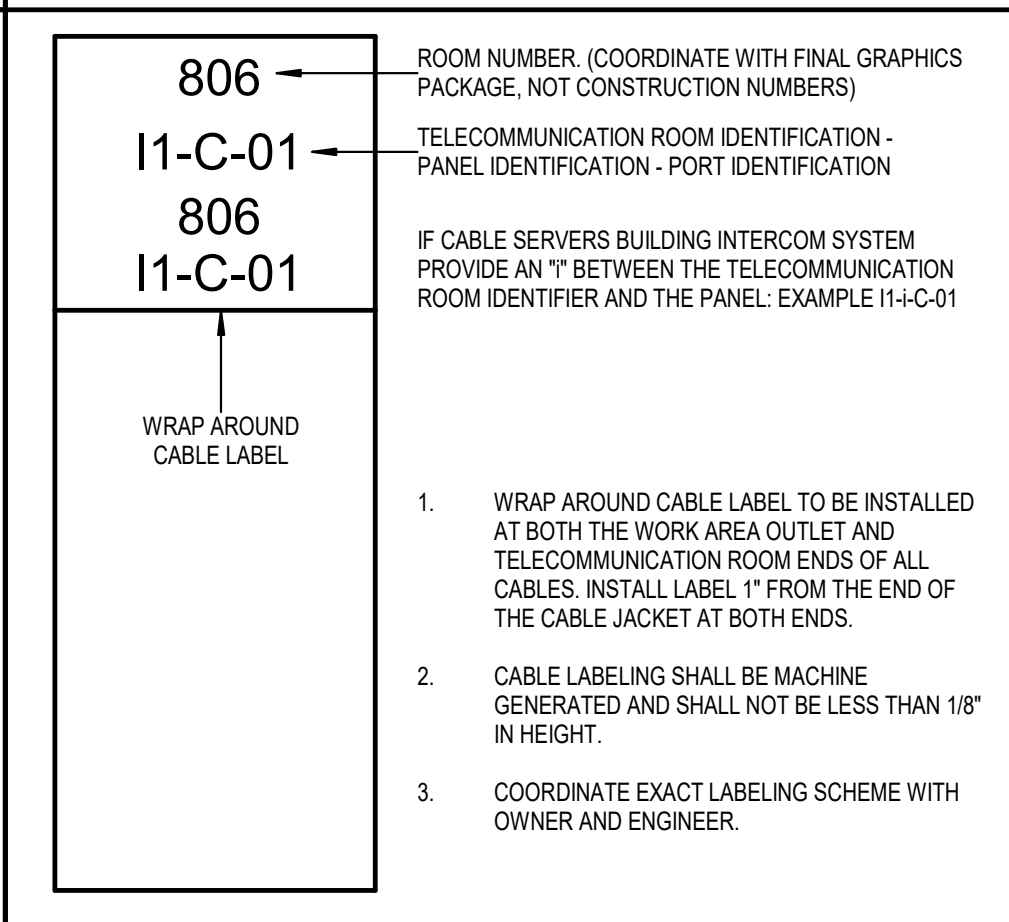 806
I1-C-01
806
I1-C-01
WRAP AROUND
CABLE LABEL
ROOM NUMBER. (COORDINATE WITH FINAL GRAPHICS
PACKAGE, NOT CONSTRUCTION NUMBERS)
TELECOMMUNICATION ROOM IDENTIFICATION -
PANEL IDENTIFICATION - PORT IDENTIFICATION
IF CABLE SERVERS BUILDING INTERCOM SYSTEM
PROVIDE AN "i" BETWEEN THE TELECOMMUNICATION
ROOM IDENTIFIER AND THE PANEL: EXAMPLE I1-i-C-01
1. WRAP AROUND CABLE LABEL TO BE INSTALLED
AT BOTH THE WORK AREA OUTLET AND
TELECOMMUNICATION ROOM ENDS OF ALL
CABLES. INSTALL LABEL 1" FROM THE END OF
THE CABLE JACKET AT BOTH ENDS.
2. CABLE LABELING SHALL BE MACHINE
GENERATED AND SHALL NOT BE LESS THAN 1/8"
IN HEIGHT.
3. COORDINATE EXACT LABELING SCHEME WITH
OWNER AND ENGINEER.